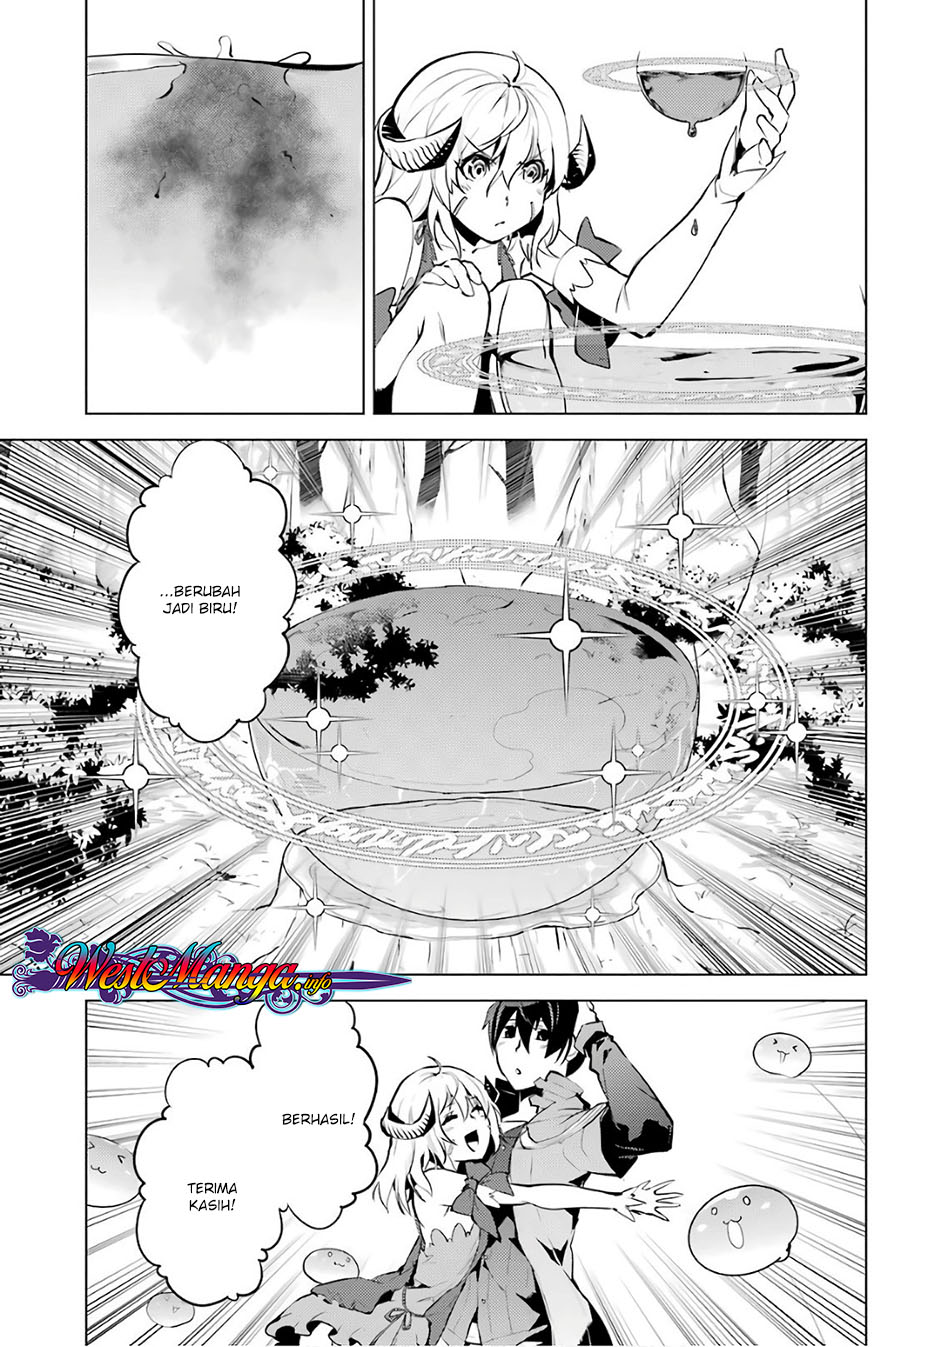 ...BERUBAH
JADI BIRU!
WestManga.info
BERHASIL!
TERIMA
KASIH!